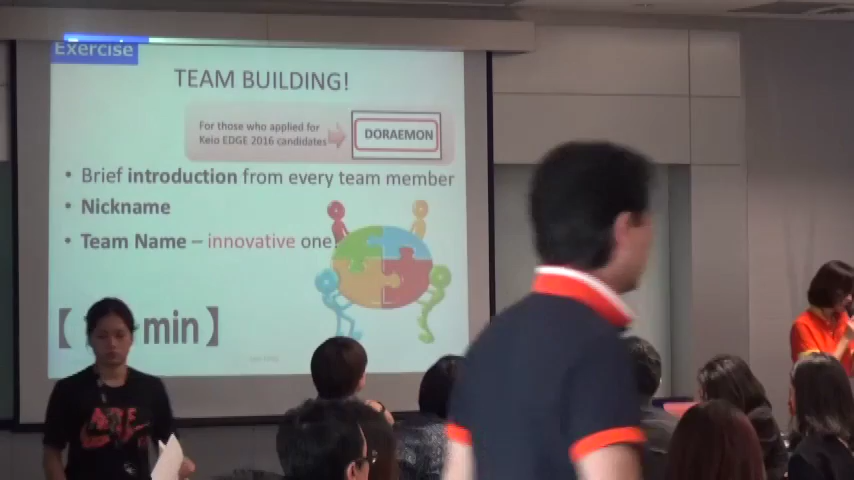 Exercise
TEAM BUILDING!
For those who applied for
Keio EDGE 2016 candidates
DORAEMON
• Brief introduction from every team member
• Nickname
• Team Name – innovative one!
【 min】